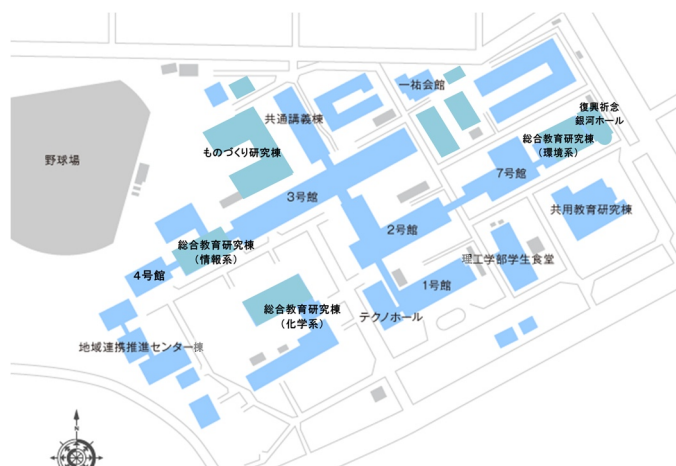 一祐会館
復興祈念
銀河ホール
共通講義棟
総合教育研究棟
（環境系）
ものづくり研究棟
野球場
7号館
3号館
共用教育研究棟
2号館
総合教育研究棟
（情報系）
理工学部学生食堂
4号館
1号館
総合教育研究棟
（化学系）
テクノホール
地域連携推進センター棟